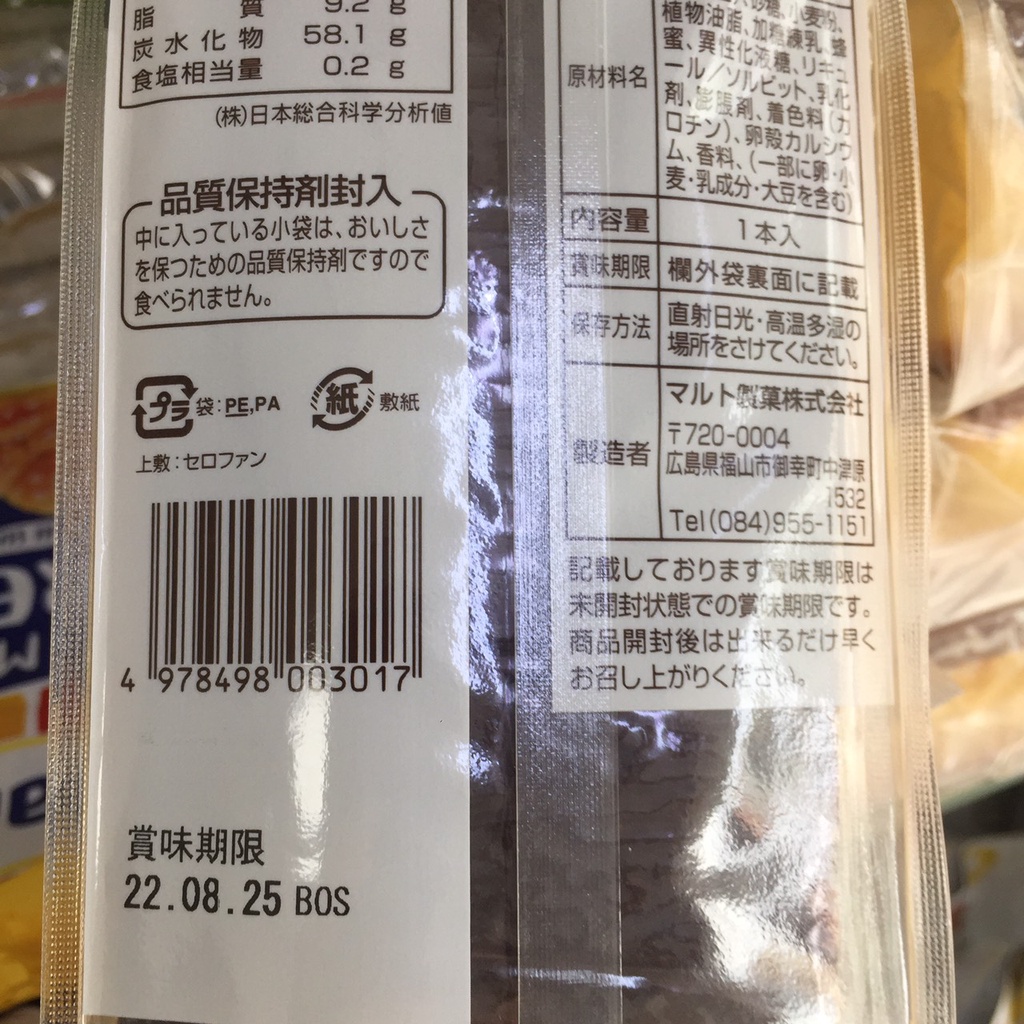 脂質 9.2 g
炭水化物 58.1 g
食塩相当量 0.2 g
(株)日本総合科学分析値
品質保持剤封入
中に入っている小袋は、おいしさ
を保つための品質保持剤ですので
食べられません。
プラ 袋:PE,PA 紙 敷紙
上敷:セロファン
4 978498 003017
賞味期限
22.08.25 BOS
原材料名
砂糖、小麦粉、
植物油脂、加糖練乳、蜂
蜜、異性化液糖、リキュ
ール／ソルビット、乳化
剤、膨脹剤、着色料(カ
ロチン)、卵殻カルシウ
ム、香料、(一部に卵・小
麦・乳成分・大豆を含む)
内容量 1本入
賞味期限 欄外袋裏面に記載
保存方法 直射日光・高温多湿の
場所をさけてください。
製造者 マルト製菓株式会社
〒720-0004
広島県福山市御幸町中津原
1532
Tel(084)955-1151
記載しております賞味期限は
未開封状態での賞味期限です。
商品開封後は出来るだけ早く
お召し上がりください。